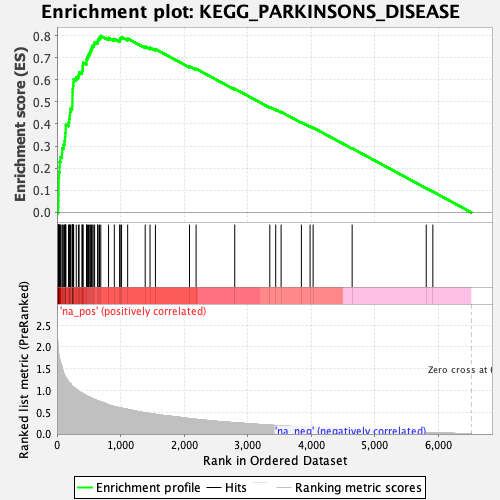 Enrichment plot: KEGG_PARKINSONS_DISEASE
Enrichment score (ES)
0.8
0.7
0.6
0.5
0.4
0.3
0.2
0.1
0.0
'na_pos' (positively correlated)
Ranked list metric (PreRanked)
2.5
2.0
1.5
1.0
0.5
0.0
Zero cross at
'na_neg' (negatively correlated)
0
1,000
2,000
3,000
4,000
5,000
6,000
Rank in Ordered Dataset
Enrichment profile
Hits
Ranking metric scores